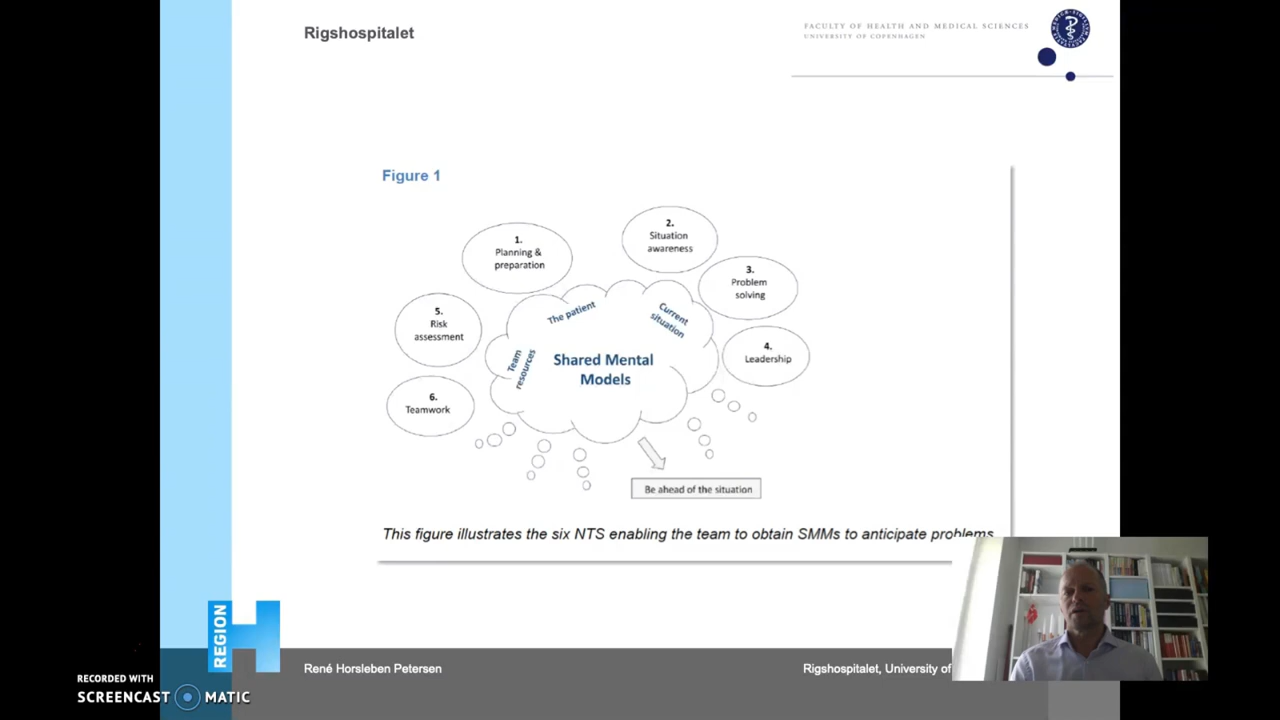 Rigshospitalet
FACULTY OF HEALTH AND MEDICAL SCIENCES
UNIVERSITY OF COPENHAGEN
Figure 1
1.
Planning &
preparation
2.
Situation
awareness
3.
Problem
solving
4.
Leadership
5.
Risk
assessment
6.
Teamwork
The patient
Current
situation
Team
resources
Shared Mental
Models
Be ahead of the situation
This figure illustrates the six NTS enabling the team to obtain SMMs to anticipate problems
REGION
H
René Horsleben Petersen
Rigshospitalet, University of
RECORDED WITH
SCREENCAST MATIC